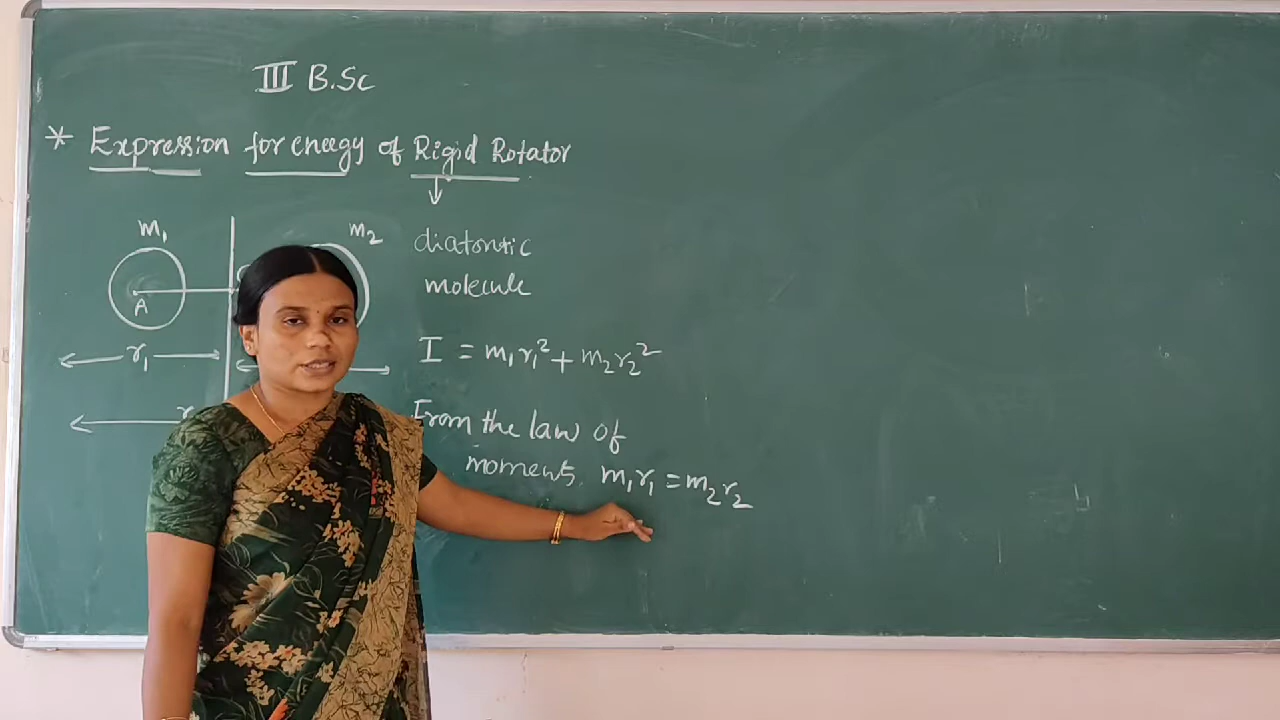 III B.Sc
* Expression for energy of Rigid Rotator
↓
m₁
m₂
diatomic
molecule
A
r₁
I = m₁r₁² + m₂r₂²
r
From the law of
moments, m₁r₁ = m₂r₂